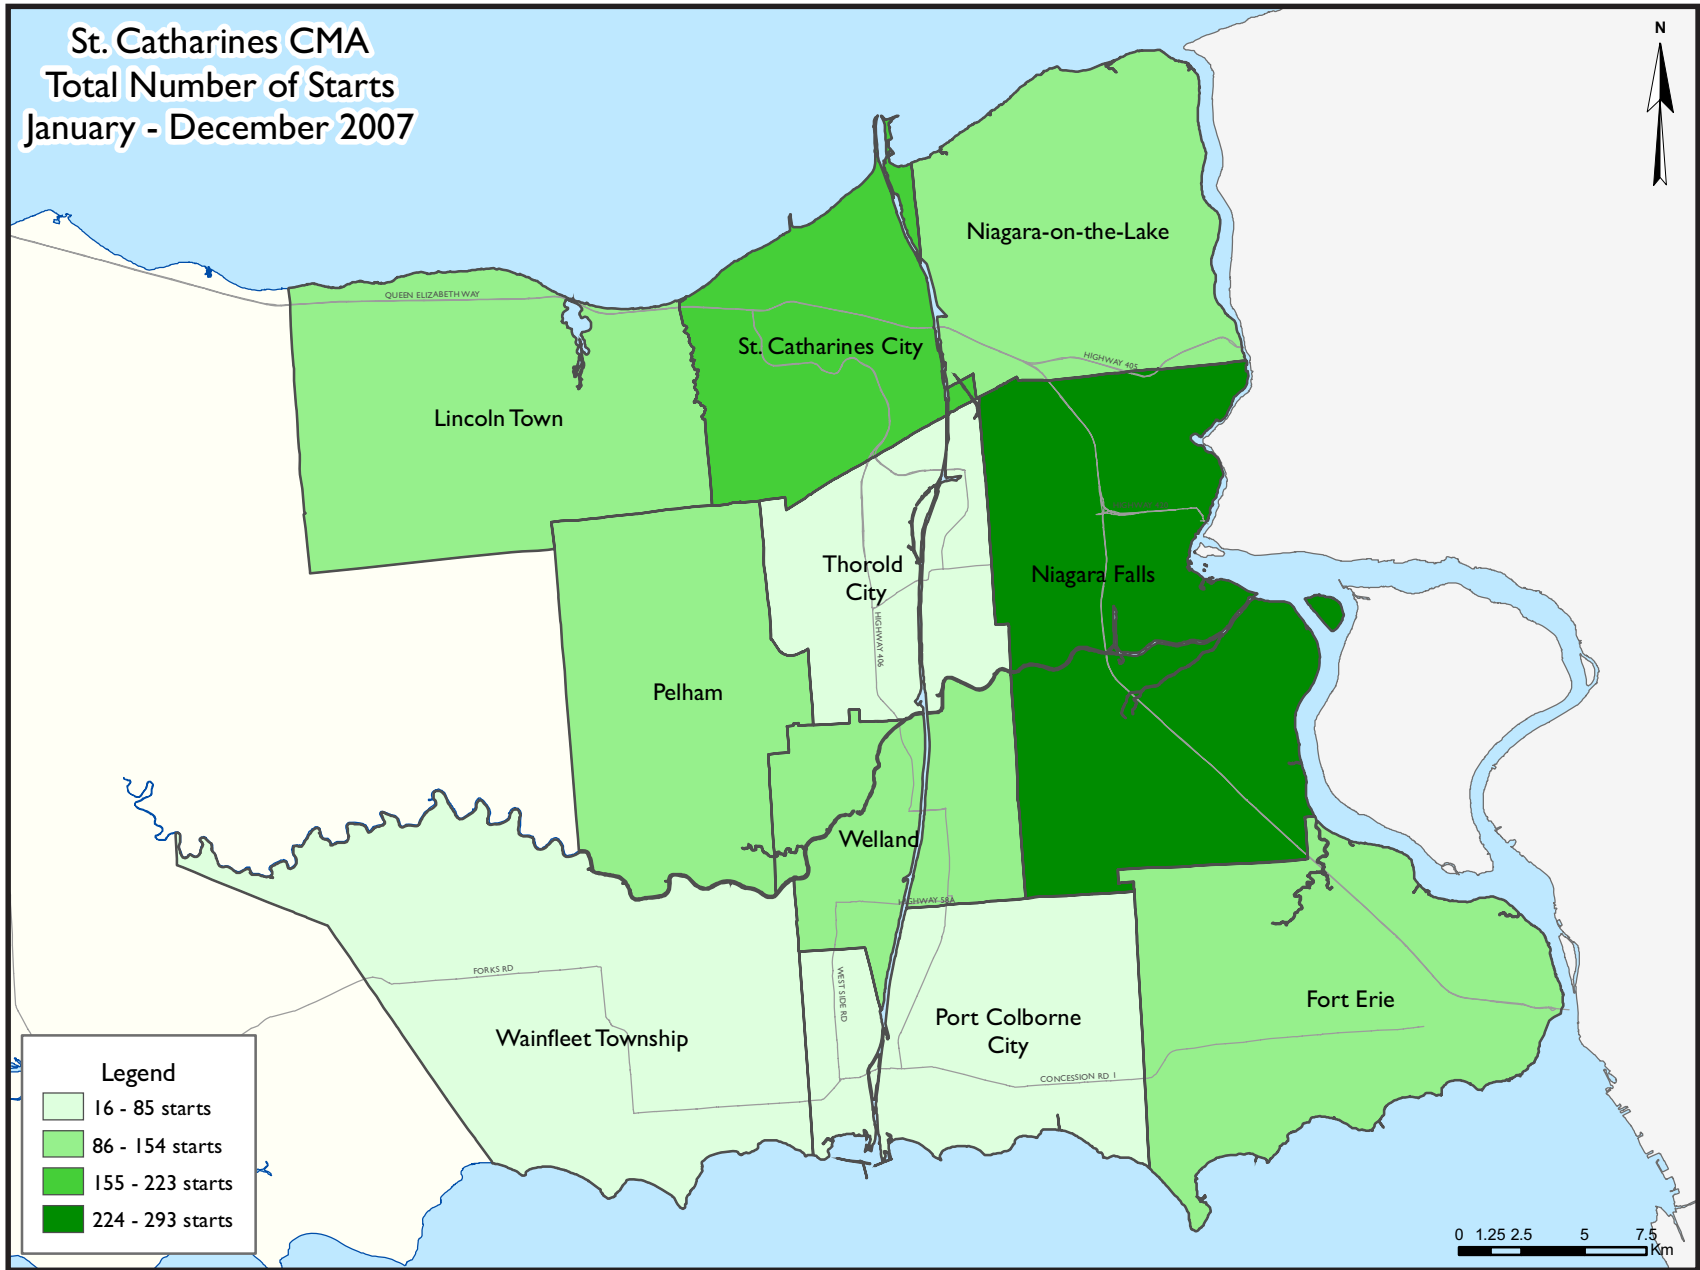 St. Catharines CMA
Total Number of Starts
January - December 2007
N
Niagara-on-the-Lake
QUEEN ELIZABETH WAY
St. Catharines City
HIGHWAY 405
Lincoln Town
Thorold
City
Niagara Falls
HIGHWAY 406
Pelham
Welland
HIGHWAY 58A
FORKS RD
WEST SIDE RD
Fort Erie
Port Colborne
City
Wainfleet Township
CONCESSION RD 1
Legend
16 - 85 starts
86 - 154 starts
155 - 223 starts
224 - 293 starts
0 1.25 2.5 5 7.5
Km